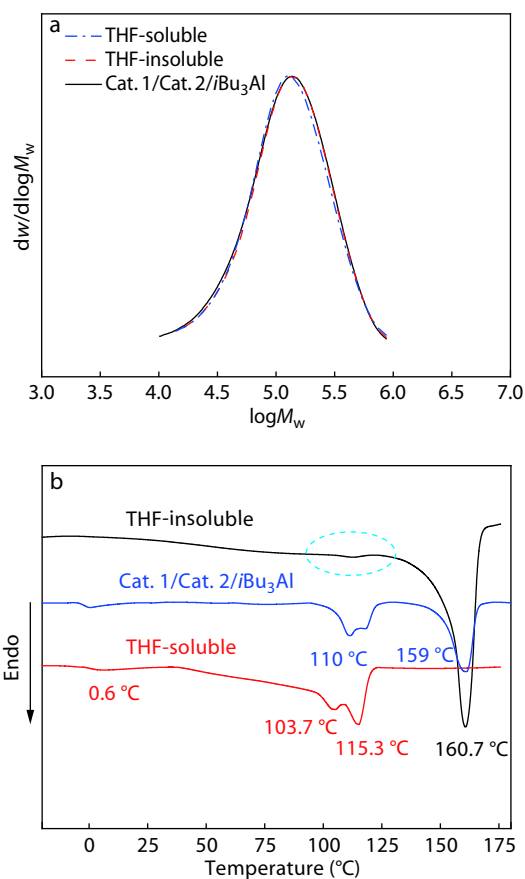 a
THF-soluble
THF-insoluble
Cat. 1/Cat. 2/iBu₃Al
dw/dlogM_w
3.0 3.5 4.0 4.5 5.0 5.5 6.0 6.5 7.0
logM_w
b
THF-insoluble
Cat. 1/Cat. 2/iBu₃Al
Endo
THF-soluble
110 °C
159 °C
0.6 °C
103.7 °C
115.3 °C
160.7 °C
0 25 50 75 100 125 150 175
Temperature (°C)